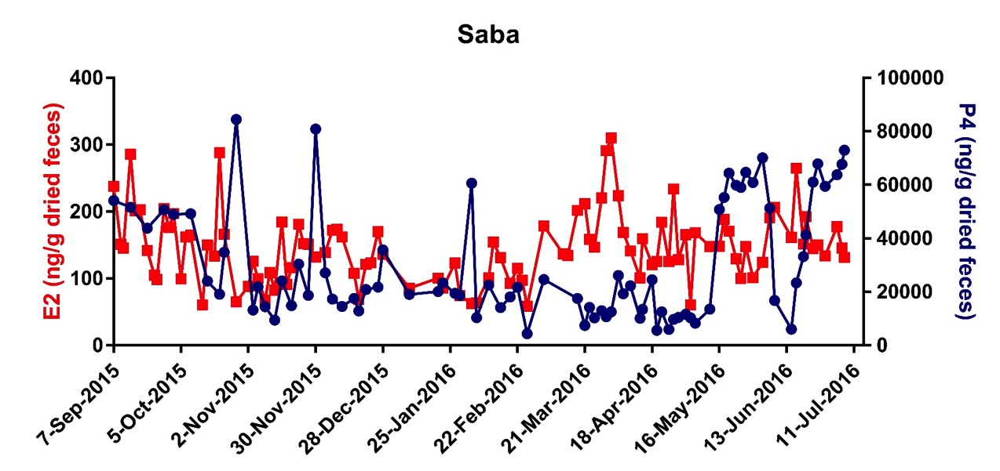 Saba
E2 (ng/g dried feces)
400
300
200
100
0
100000
80000
60000
40000
20000
0
P4 (ng/g dried feces)
7-Sep-2015
5-Oct-2015
2-Nov-2015
30-Nov-2015
28-Dec-2015
25-Jan-2016
22-Feb-2016
21-Mar-2016
18-Apr-2016
16-May-2016
13-Jun-2016
11-Jul-2016